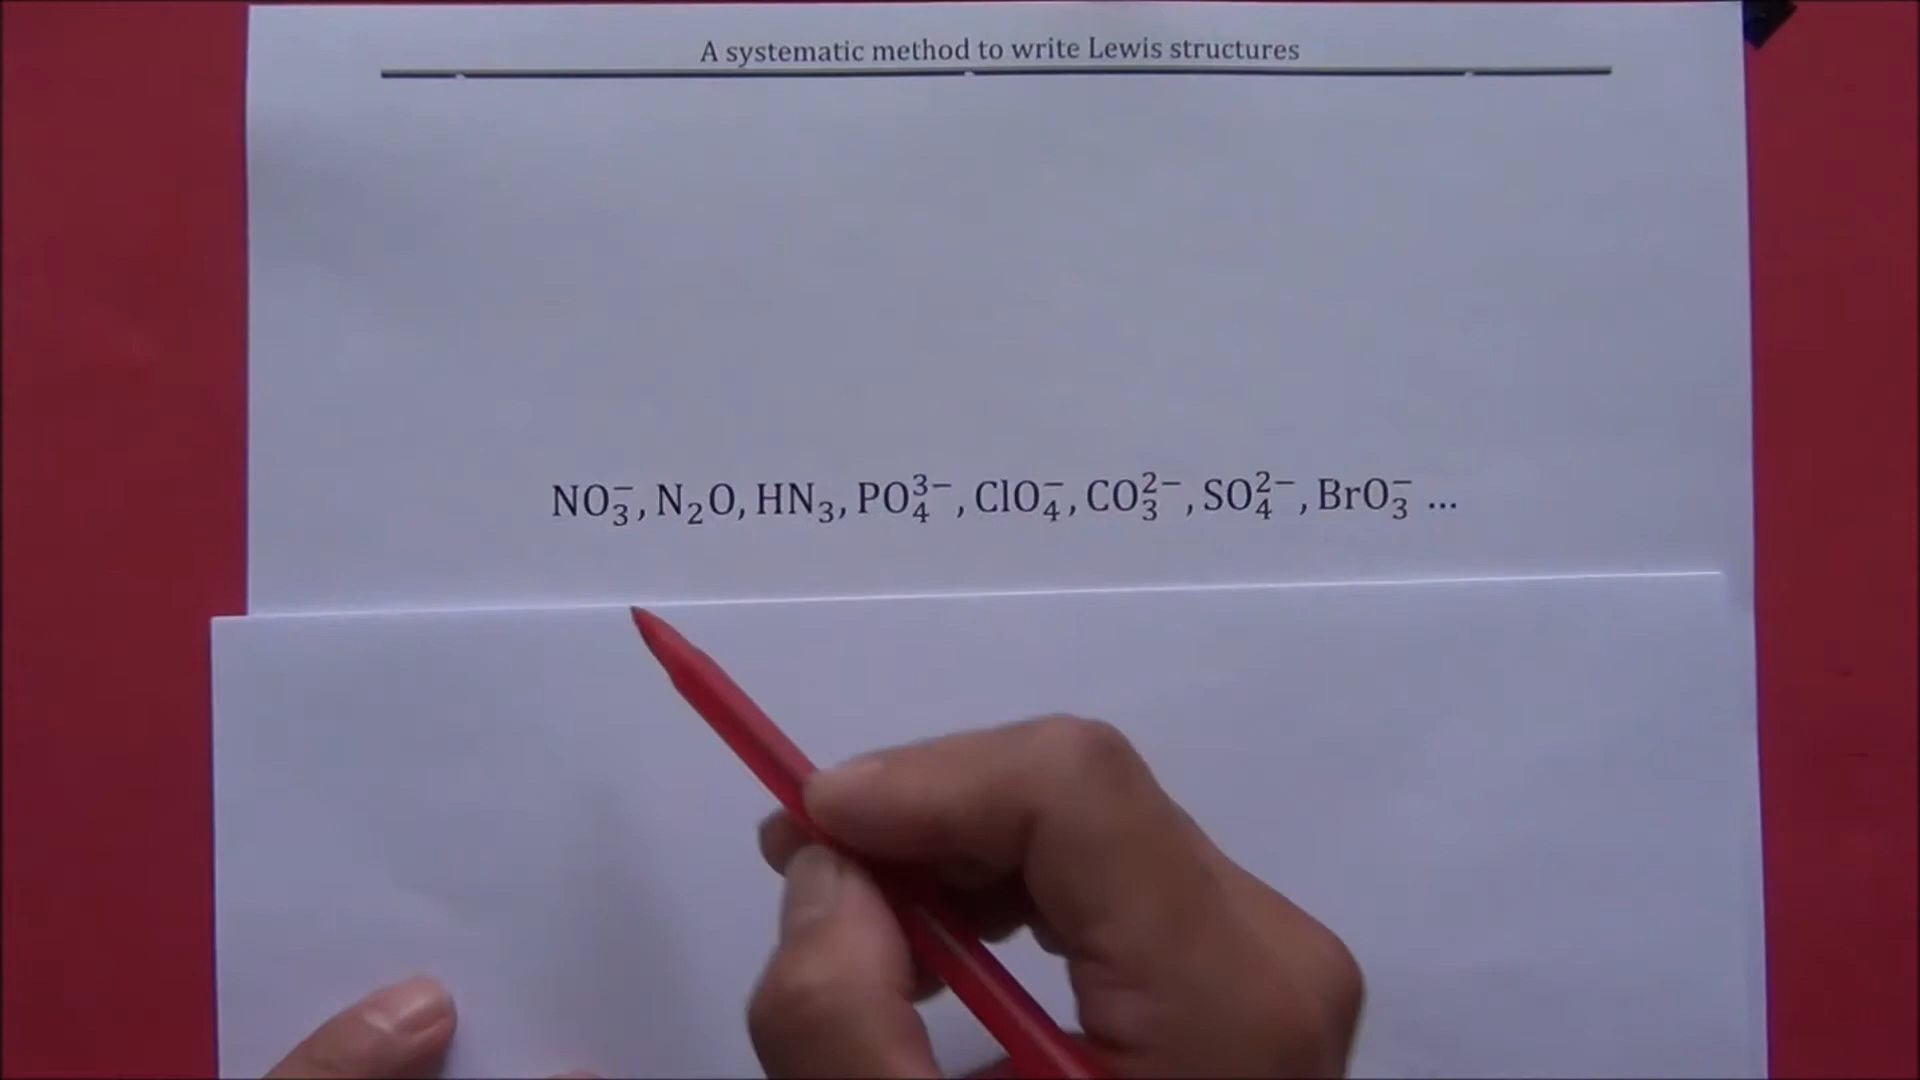 A systematic method to write Lewis structures
NO₃⁻, N₂O, HN₃, PO₄³⁻, ClO₄⁻, CO₃²⁻, SO₄²⁻, BrO₃⁻ ...